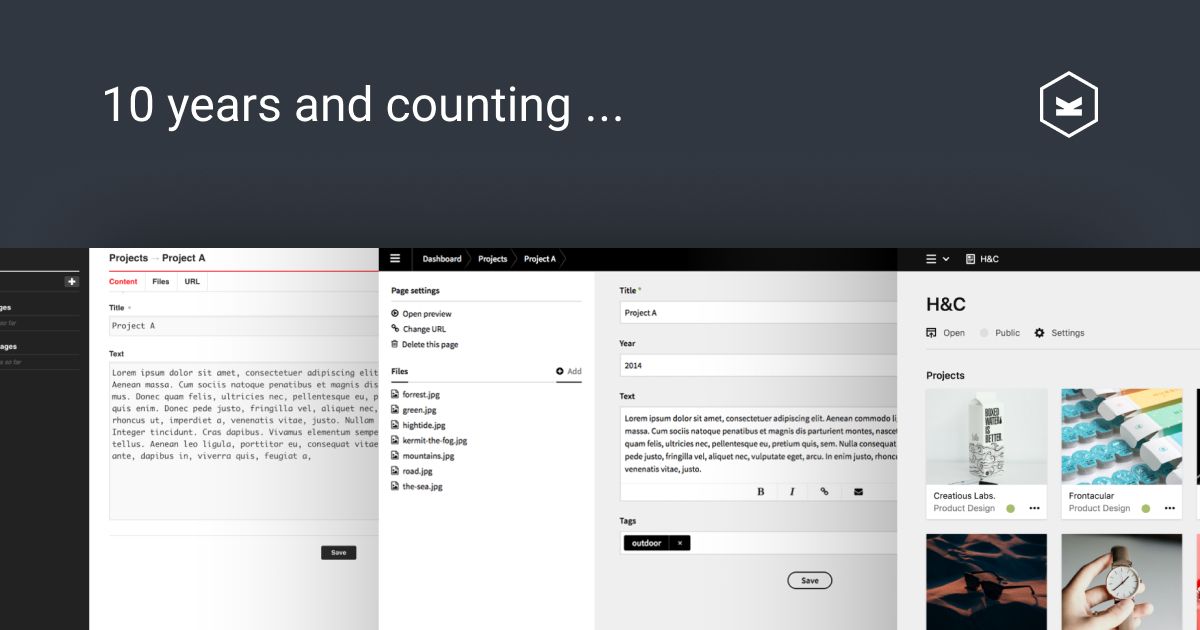 10 years and counting ...
ges
so far
ages
s so far
Projects → Project A
Content Files URL
Title *
Project A
Text
Lorem ipsum dolor sit amet, consectetuer adipiscing elit
Aenean massa. Cum sociis natoque penatibus et magnis dis
mus. Donec quam felis, ultricies nec, pellentesque eu, p
quis enim. Donec pede justo, fringilla vel, aliquet nec,
rhoncus ut, imperdiet a, venenatis vitae, justo. Nullam
Integer tincidunt. Cras dapibus. Vivamus elementum sempe
tellus. Aenean leo ligula, porttitor eu, consequat vitae
ante, dapibus in, viverra quis, feugiat a,
Save
Dashboard Projects Project A
Page settings
Open preview
Change URL
Delete this page
Files Add
forrest.jpg
green.jpg
hightide.jpg
kermit-the-fog.jpg
mountains.jpg
road.jpg
the-sea.jpg
Title *
Project A
Year
2014
Text
Lorem ipsum dolor sit amet, consectetuer adipiscing elit. Aenean commodo li
massa. Cum sociis natoque penatibus et magnis dis parturient montes, nascet
quam felis, ultricies nec, pellentesque eu, pretium quis, sem. Nulla consequat
pede justo, fringilla vel, aliquet nec, vulputate eget, arcu. In enim justo, rhonc
venenatis vitae, justo.
B I
Tags
outdoor ×
Save
H&C
H&C
Open Public Settings
Projects
BOXED
WATER
IS
BETTER.
Creatious Labs.
Product Design
Frontacular
Product Design